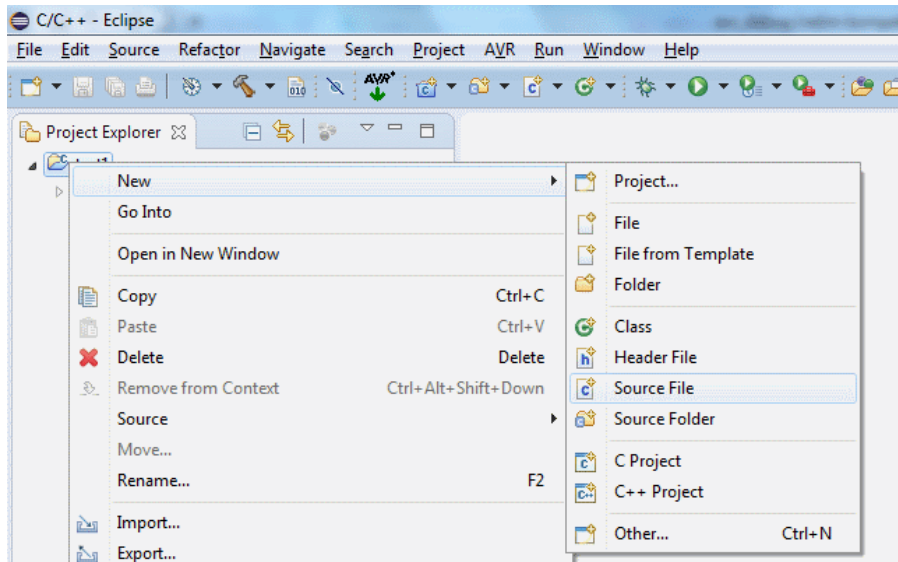 C/C++ - Eclipse
File Edit Source Refactor Navigate Search Project AVR Run Window Help
AVR
Project Explorer
New
Go Into
Open in New Window
Copy Ctrl+C
Paste Ctrl+V
Delete Delete
Remove from Context Ctrl+Alt+Shift+Down
Source
Move...
Rename... F2
Import...
Export...
Project...
File
File from Template
Folder
Class
Header File
Source File
Source Folder
C Project
C++ Project
Other... Ctrl+N